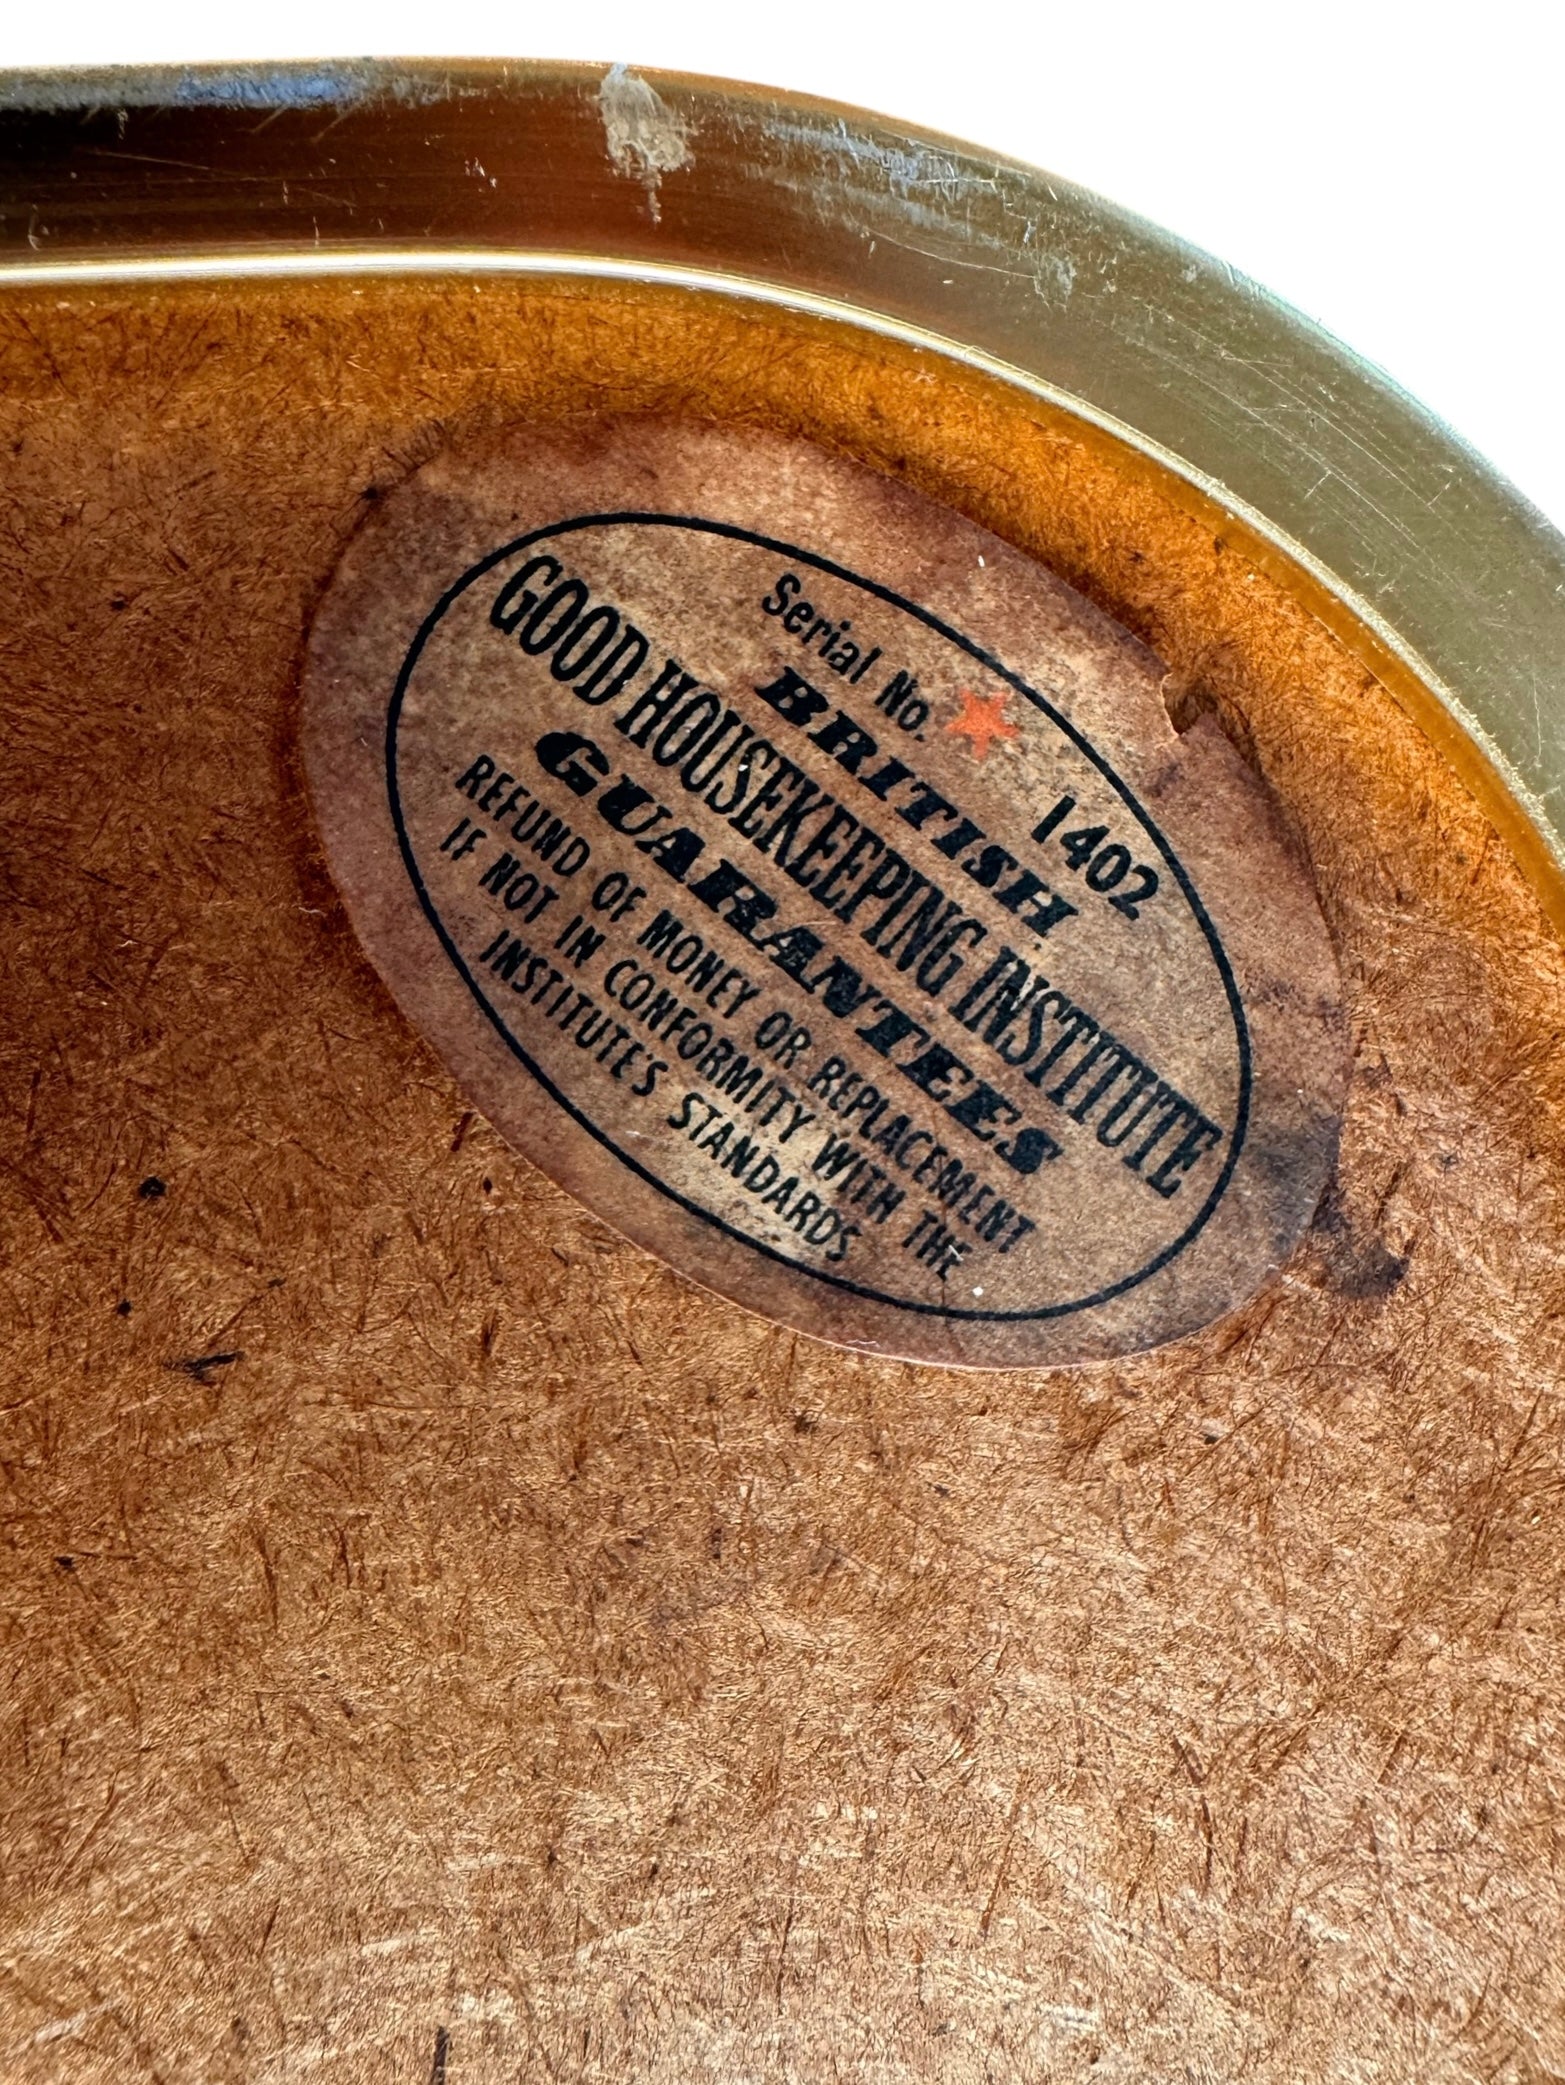 Serial No. 1402
BRITISH
GOOD HOUSEKEEPING INSTITUTE
GUARANTEES
REFUND OF MONEY OR REPLACEMENT
IF NOT IN CONFORMITY WITH THE
INSTITUTE'S STANDARDS